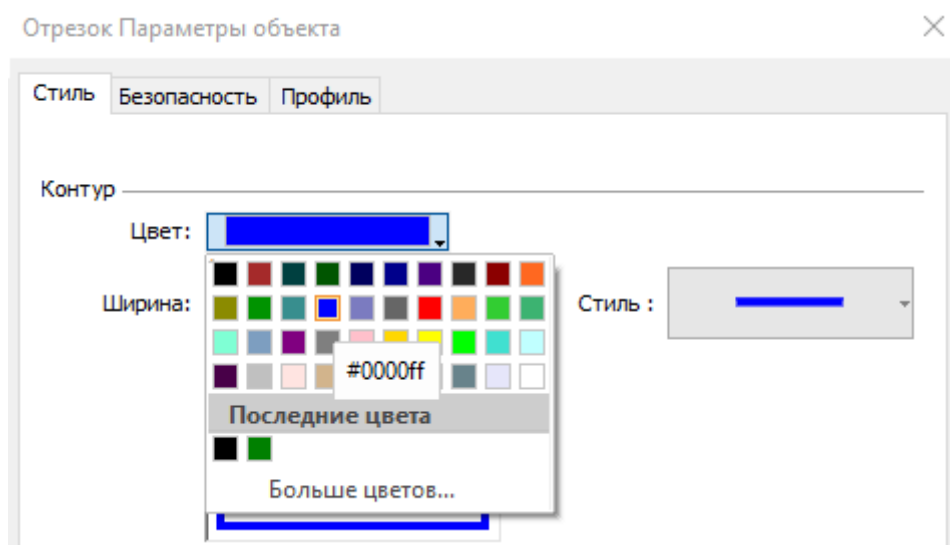 Отрезок Параметры объекта
Стиль Безопасность Профиль
Контур
Цвет:
Ширина:
Стиль :
#0000ff
Последние цвета
Больше цветов...